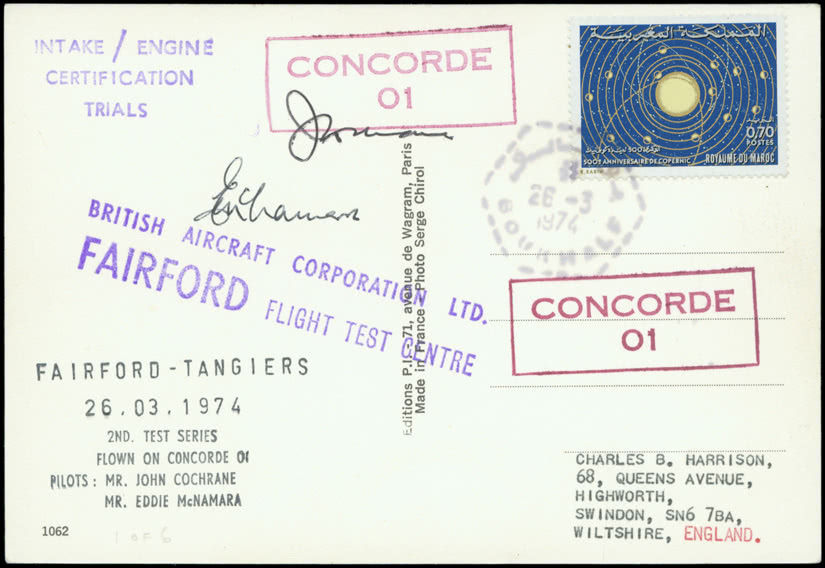 INTAKE / ENGINE
CERTIFICATION
TRIALS
CONCORDE
01
المملكة المغربية
0,70
POSTES
500E ANNIVERSAIRE DE COPERNIC
ROYAUME DU MAROC
26 -3
1974
BRITISH AIRCRAFT CORPORATION LTD.
FAIRFORD FLIGHT TEST CENTRE
Editions P.I. - 71, avenue de Wagram, Paris
Made in France - Photo Serge Chirol
CONCORDE
01
FAIRFORD - TANGIERS
26.03.1974
2ND. TEST SERIES
FLOWN ON CONCORDE 01
PILOTS : MR. JOHN COCHRANE
MR. EDDIE McNAMARA
CHARLES B. HARRISON,
68, QUEENS AVENUE,
HIGHWORTH,
SWINDON, SN6 7BA,
WILTSHIRE, ENGLAND.
1062
1 OF 6